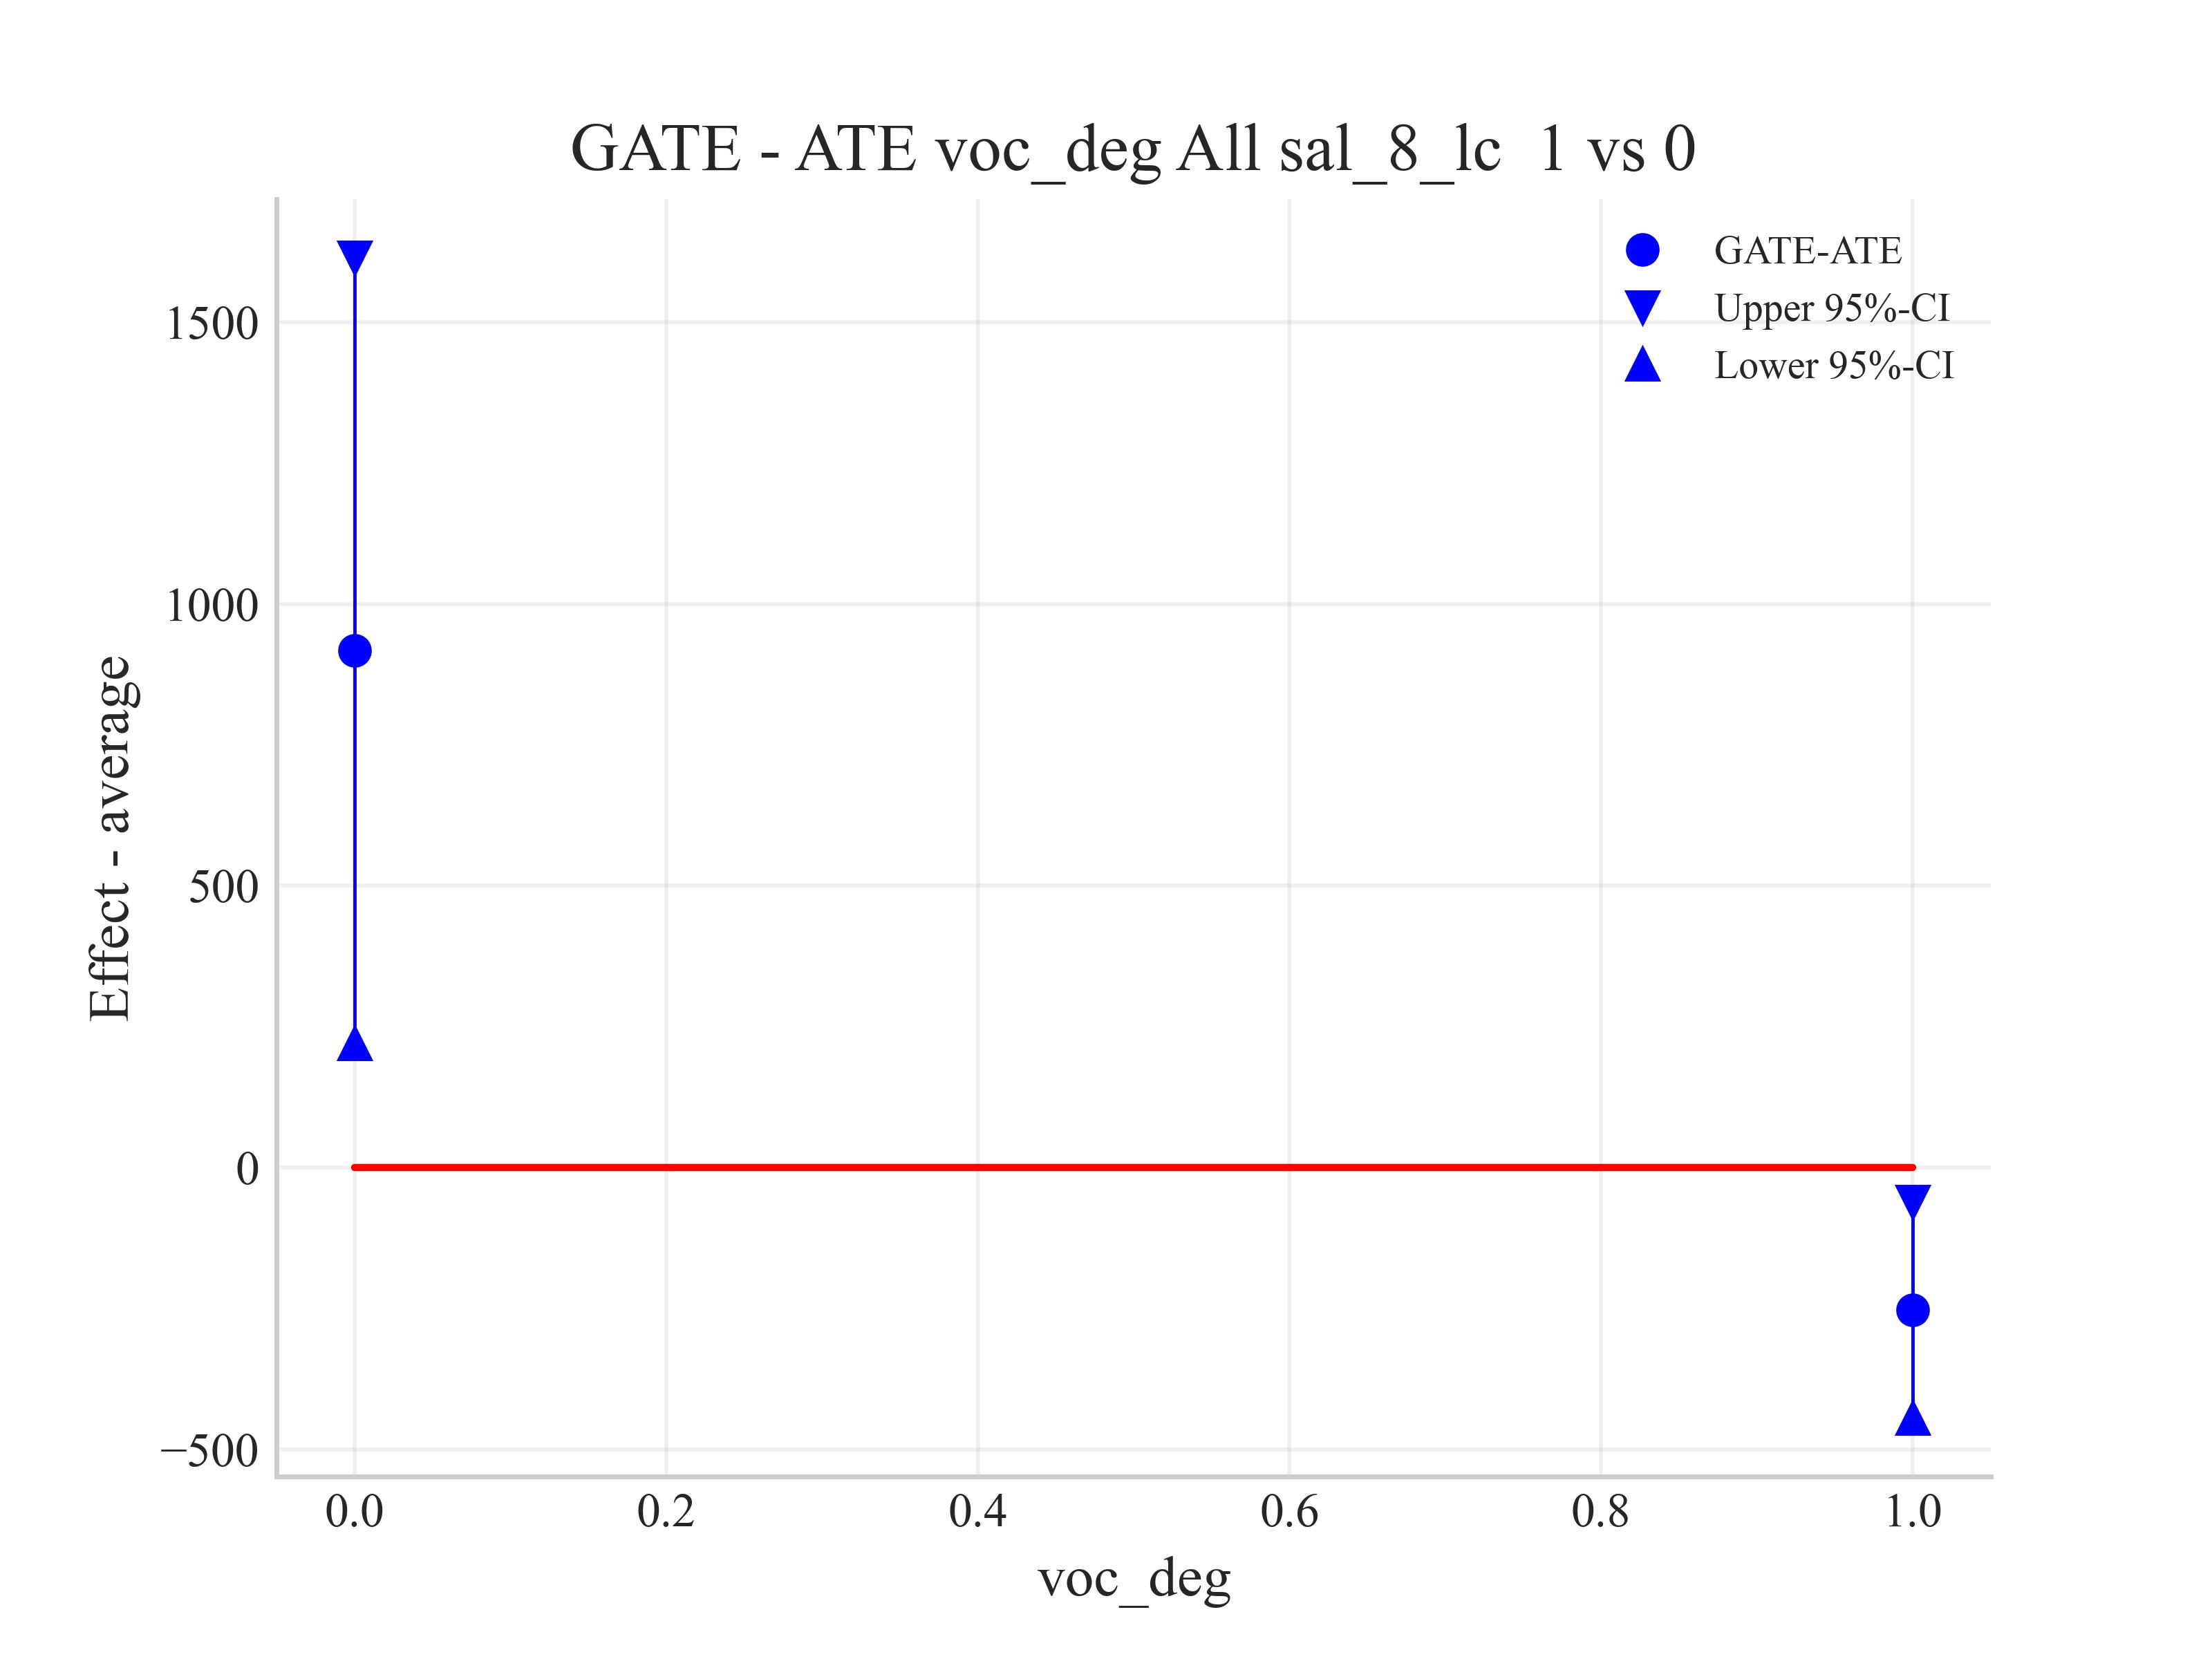 GATE - ATE voc_deg All sal_8_lc  1 vs 0
GATE-ATE
Upper 95%-CI
Lower 95%-CI
Effect - average
1500
1000
500
0
−500
0.0 0.2 0.4 0.6 0.8 1.0
voc_deg